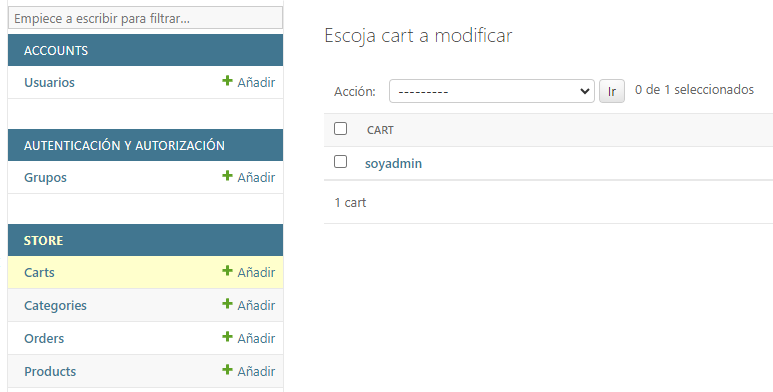 Empiece a escribir para filtrar...
ACCOUNTS
Usuarios Añadir
AUTENTICACIÓN Y AUTORIZACIÓN
Grupos Añadir
STORE
Carts Añadir
Categories Añadir
Orders Añadir
Products Añadir
Escoja cart a modificar
Acción: --------- Ir 0 de 1 seleccionados
CART
soyadmin
1 cart